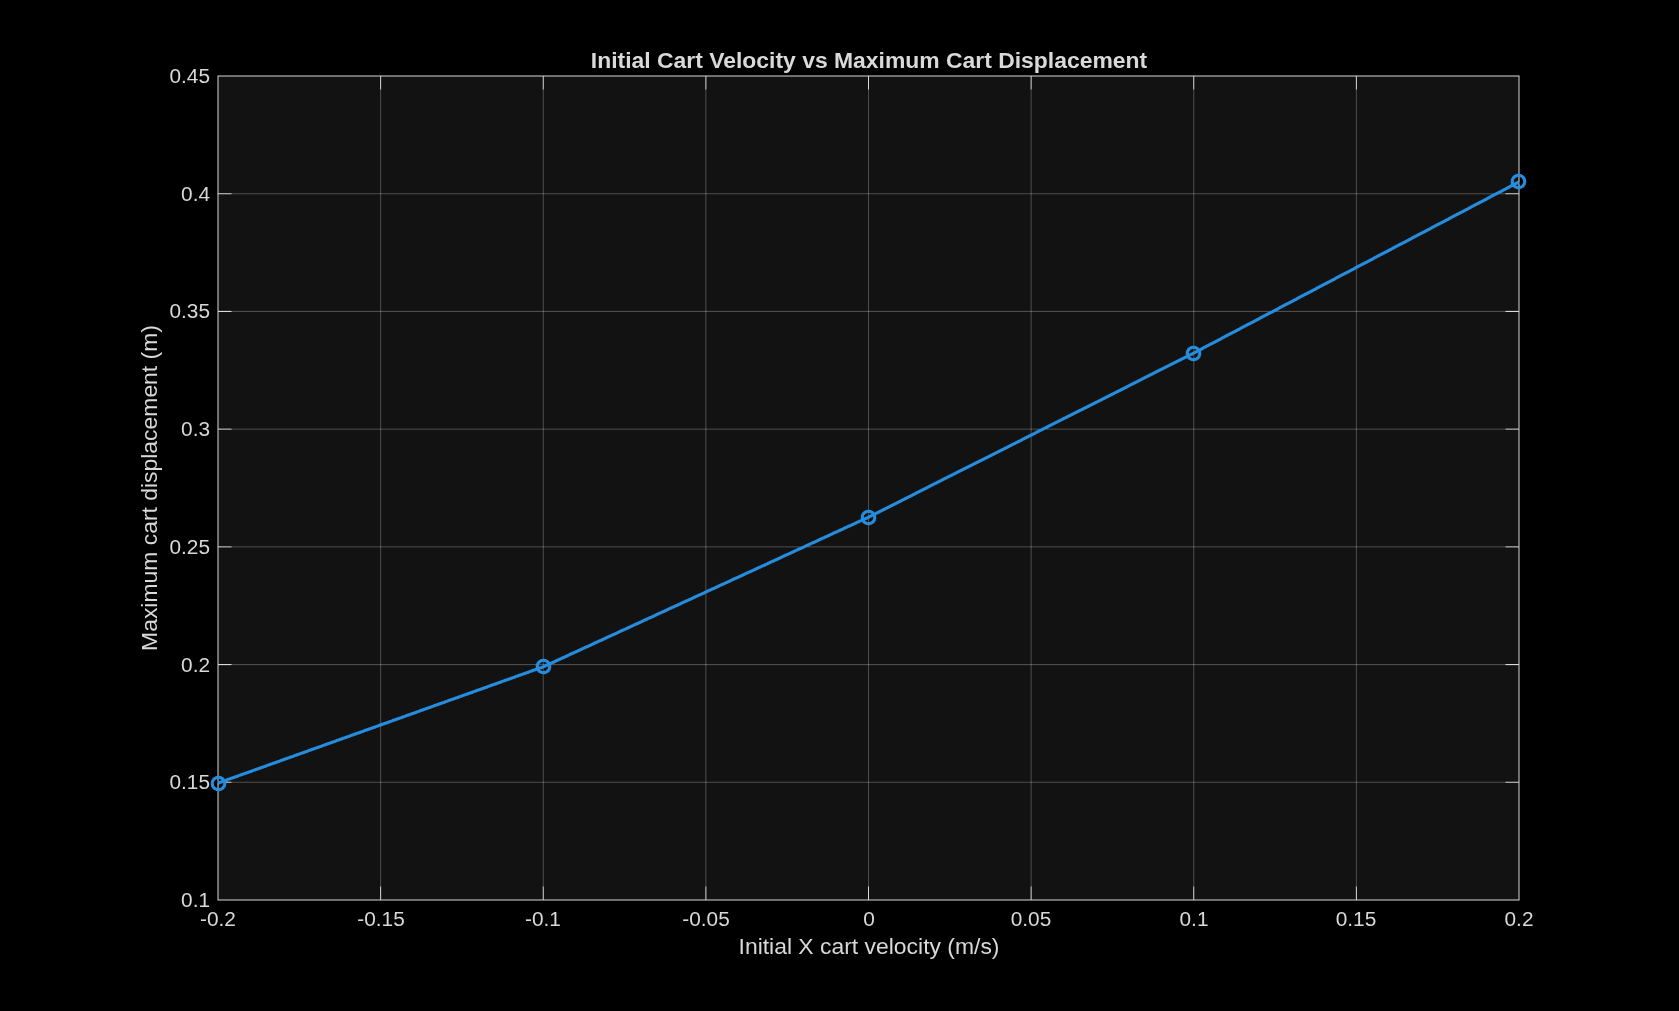 Initial Cart Velocity vs Maximum Cart Displacement
0.45
0.4
0.35
0.3
0.25
0.2
0.15
0.1
Maximum cart displacement (m)
-0.2 -0.15 -0.1 -0.05 0 0.05 0.1 0.15 0.2
Initial X cart velocity (m/s)